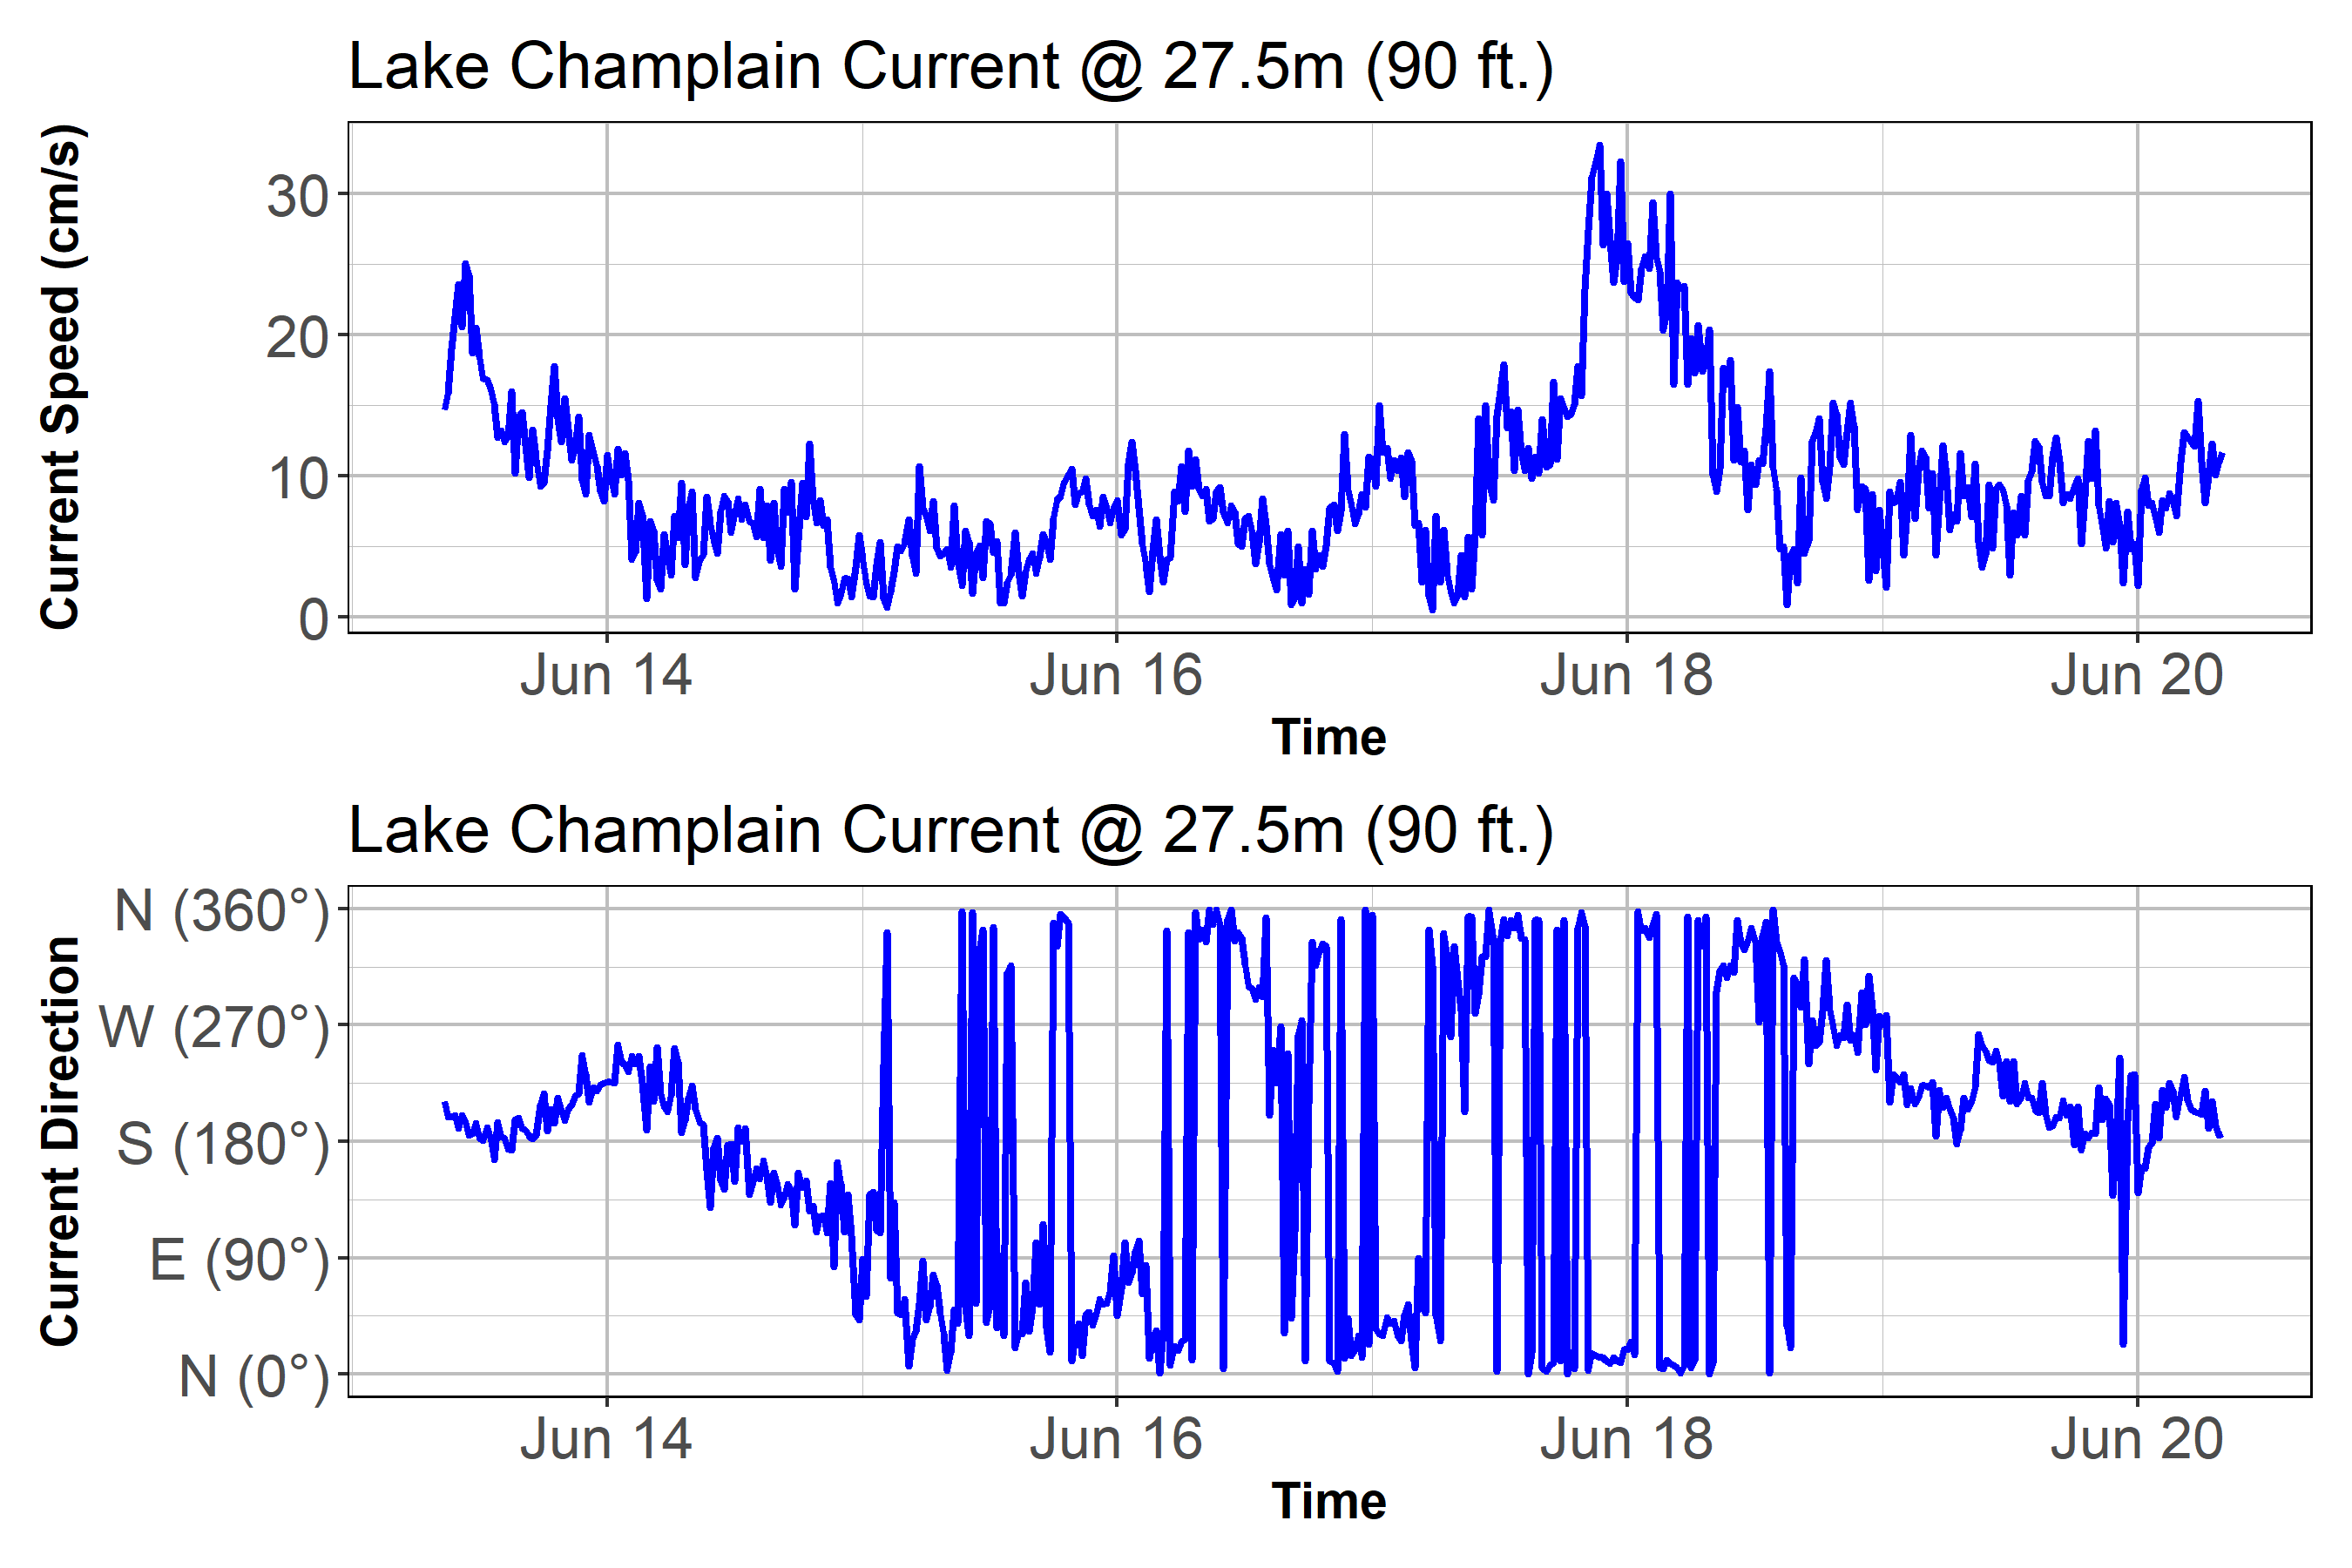 Lake Champlain Current @ 27.5m (90 ft.)
Current Speed (cm/s)
30
20
10
0
Jun 14 Jun 16 Jun 18 Jun 20
Time
Lake Champlain Current @ 27.5m (90 ft.)
Current Direction
N (360°)
W (270°)
S (180°)
E (90°)
N (0°)
Jun 14 Jun 16 Jun 18 Jun 20
Time